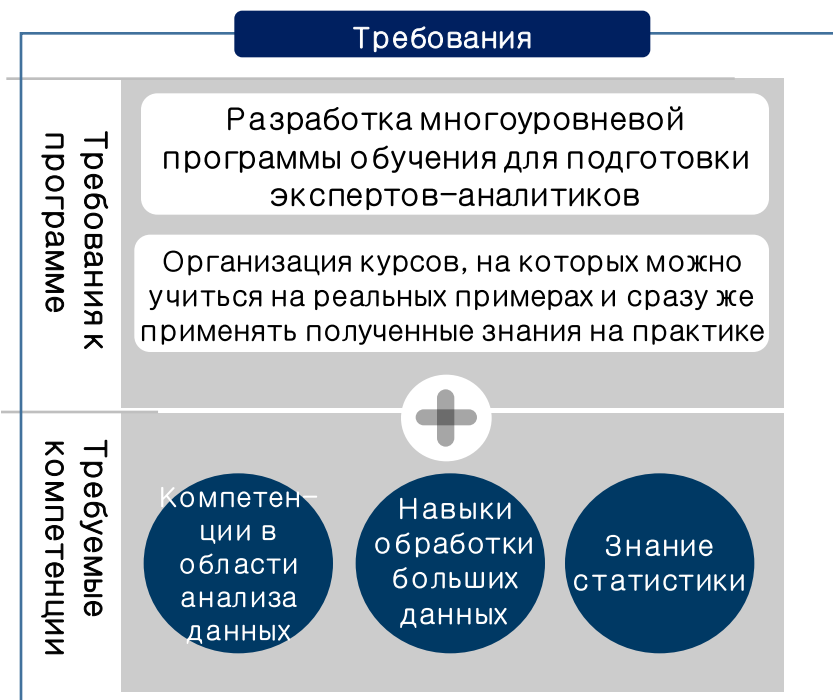 Требования
Требования к
программе
Разработка многоуровневой
программы обучения для подготовки
экспертов-аналитиков
Организация курсов, на которых можно
учиться на реальных примерах и сразу же
применять полученные знания на практике
Требуемые
компетенции
Компетен-
ции в
области
анализа
данных
Навыки
обработки
больших
данных
Знание
статистики